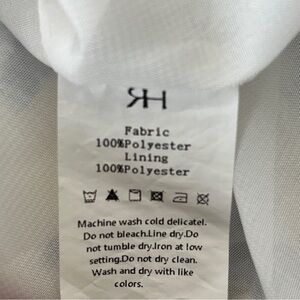 RH
Fabric
100%Polyester
Lining
100%Polyester
Machine wash cold delicatel.
Do not bleach.Line dry.Do
not tumble dry.Iron at low
setting.Do not dry clean.
Wash and dry with like
colors.